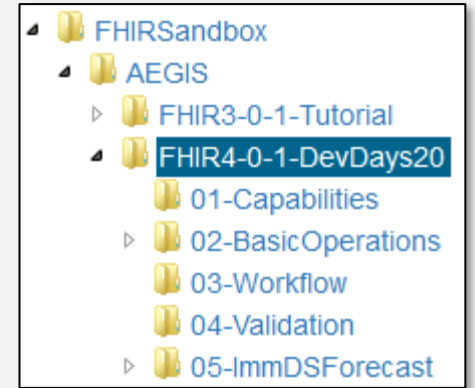 FHIRSandbox
AEGIS
FHIR3-0-1-Tutorial
FHIR4-0-1-DevDays20
01-Capabilities
02-BasicOperations
03-Workflow
04-Validation
05-ImmDSForecast